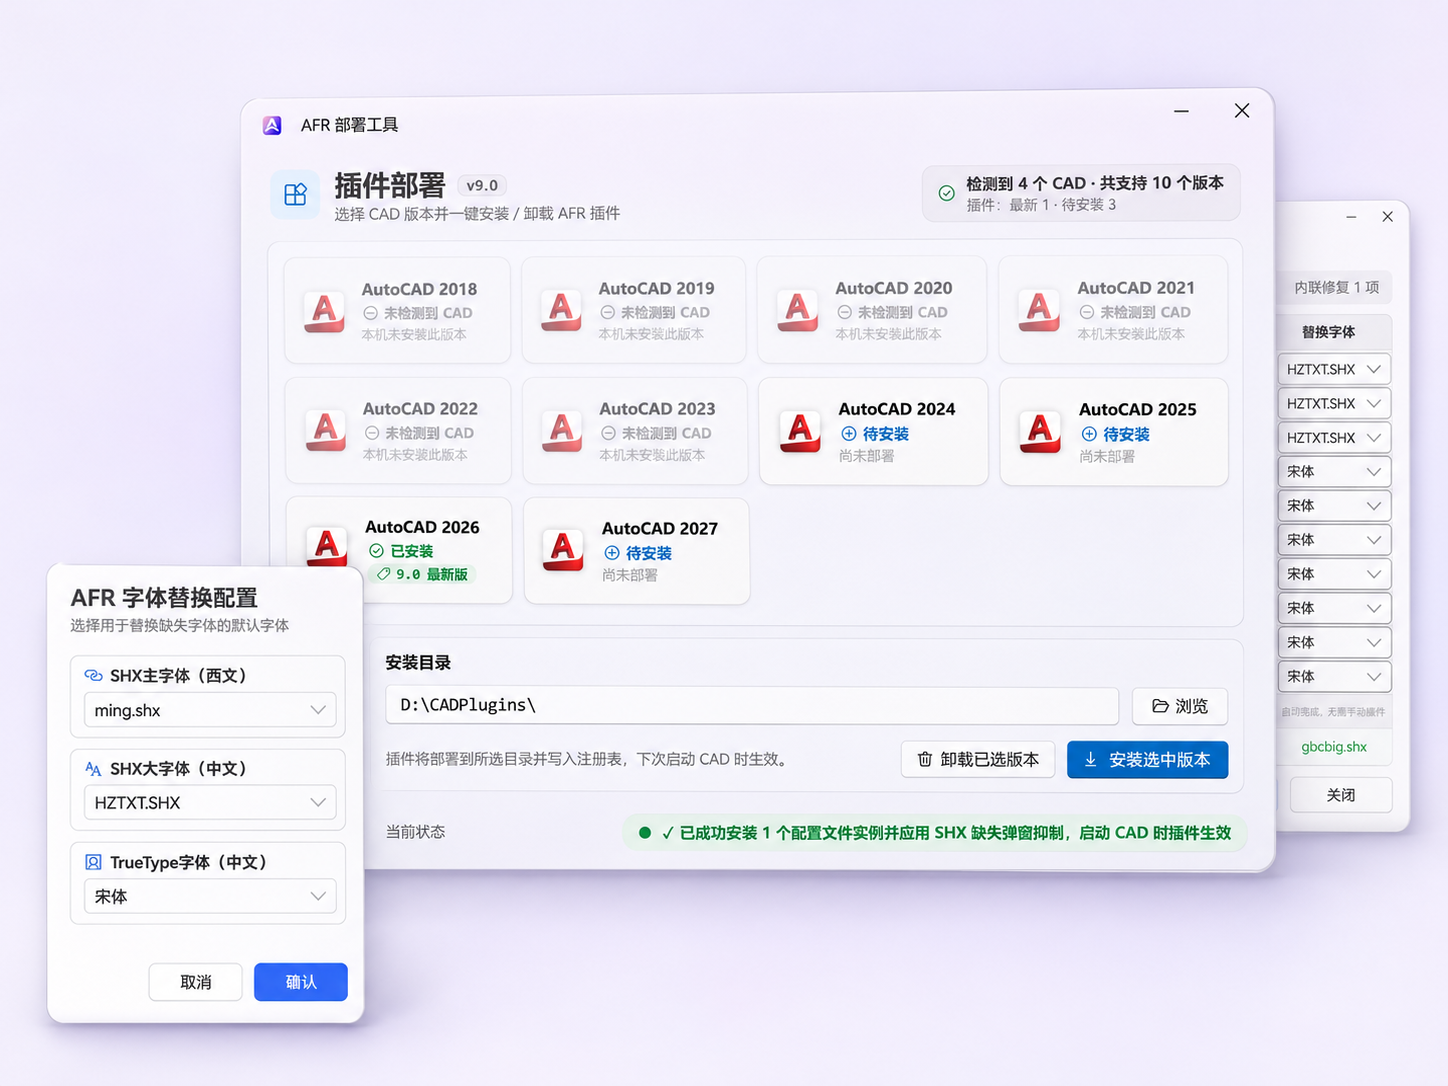 AFR 部署工具
插件部署 v9.0
选择 CAD 版本并一键安装 / 卸载 AFR 插件
检测到 4 个 CAD · 共支持 10 个版本
插件：最新 1 · 待安装 3
AutoCAD 2018
未检测到 CAD
本机未安装此版本
AutoCAD 2019
未检测到 CAD
本机未安装此版本
AutoCAD 2020
未检测到 CAD
本机未安装此版本
AutoCAD 2021
未检测到 CAD
本机未安装此版本
AutoCAD 2022
未检测到 CAD
本机未安装此版本
AutoCAD 2023
未检测到 CAD
本机未安装此版本
AutoCAD 2024
待安装
尚未部署
AutoCAD 2025
待安装
尚未部署
AutoCAD 2026
已安装
9.0 最新版
AutoCAD 2027
待安装
尚未部署
安装目录
D:\CADPlugins\
浏览
插件将部署到所选目录并写入注册表，下次启动 CAD 时生效。
卸载已选版本
安装选中版本
当前状态
✓ 已成功安装 1 个配置文件实例并应用 SHX 缺失弹窗抑制，启动 CAD 时插件生效
AFR 字体替换配置
选择用于替换缺失字体的默认字体
SHX主字体（西文）
ming.shx
SHX大字体（中文）
HZTXT.SHX
TrueType字体（中文）
宋体
取消
确认
内联修复 1 项
替换字体
HZTXT.SHX
HZTXT.SHX
HZTXT.SHX
宋体
宋体
宋体
宋体
宋体
宋体
宋体
gbcbig.shx
关闭